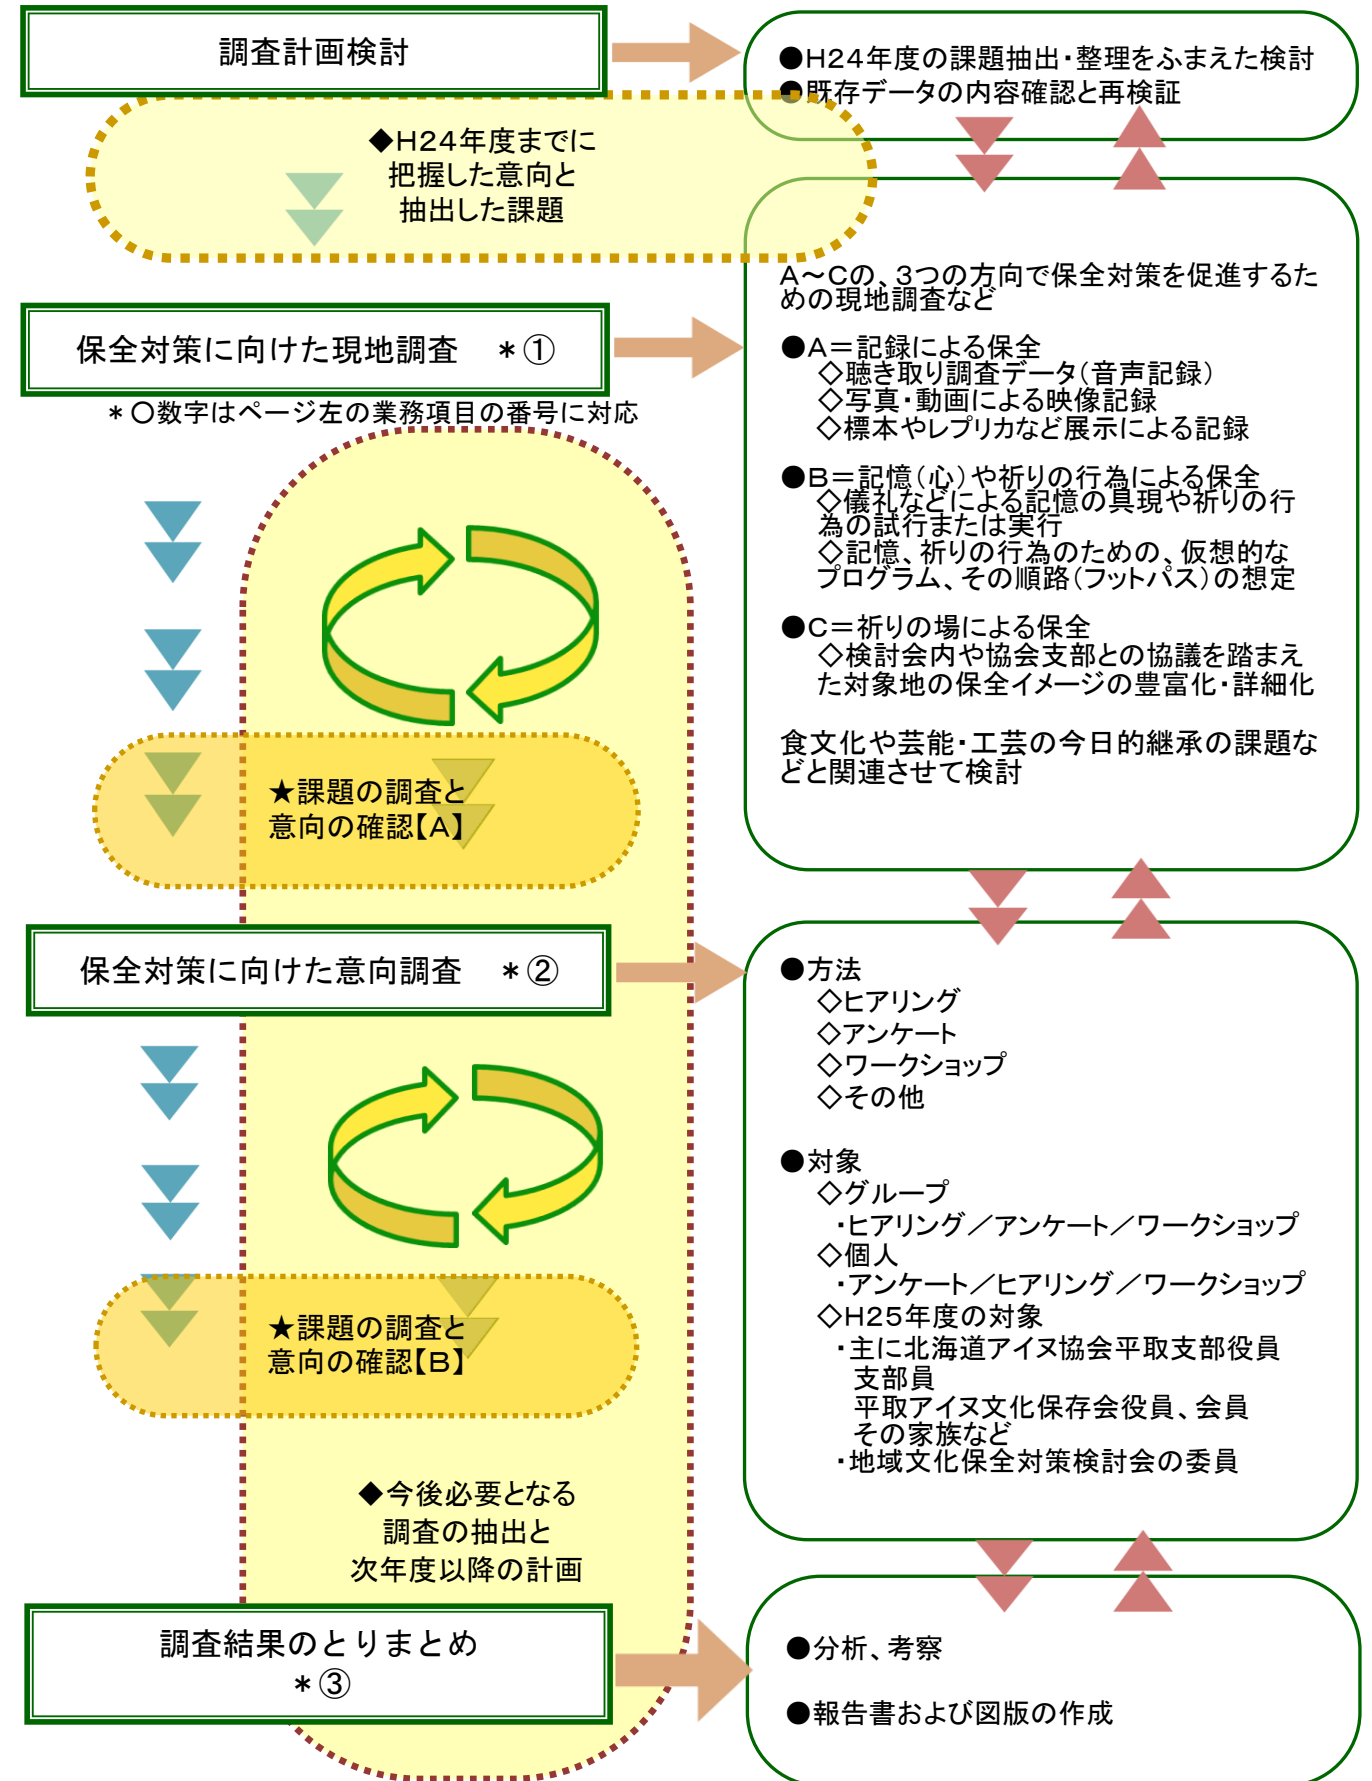 調査計画検討
●H24年度の課題抽出・整理をふまえた検討
●既存データの内容確認と再検証
◆H24年度までに
把握した意向と
抽出した課題
保全対策に向けた現地調査　＊①
＊〇数字はページ左の業務項目の番号に対応
A～Cの、3つの方向で保全対策を促進するた
めの現地調査など
●A＝記録による保全
◇聴き取り調査データ（音声記録）
◇写真・動画による映像記録
◇標本やレプリカなど展示による記録
●B＝記憶（心）や祈りの行為による保全
◇儀礼などによる記憶の具現や祈りの行
為の試行または実行
◇記憶、祈りの行為のための、仮想的な
プログラム、その順路（フットパス）の想定
●C＝祈りの場による保全
◇検討会内や協会支部との協議を踏まえ
た対象地の保全イメージの豊富化・詳細化
食文化や芸能・工芸の今日的継承の課題な
どと関連させて検討
★課題の調査と
意向の確認【A】
保全対策に向けた意向調査　＊②
●方法
◇ヒアリング
◇アンケート
◇ワークショップ
◇その他
●対象
◇グループ
・ヒアリング／アンケート／ワークショップ
◇個人
・アンケート／ヒアリング／ワークショップ
◇H25年度の対象
・主に北海道アイヌ協会平取支部役員
支部員
平取アイヌ文化保存会役員、会員
その家族など
・地域文化保全対策検討会の委員
★課題の調査と
意向の確認【B】
◆今後必要となる
調査の抽出と
次年度以降の計画
調査結果のとりまとめ
＊③
●分析、考察
●報告書および図版の作成